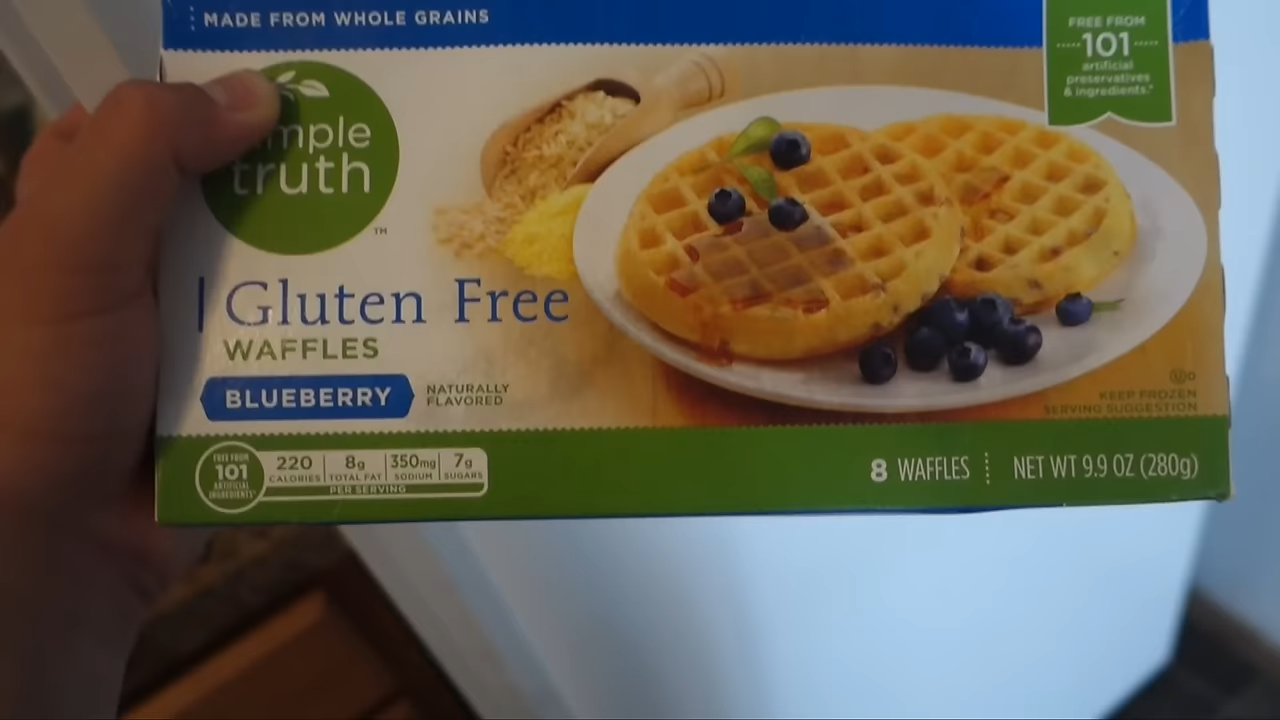 MADE FROM WHOLE GRAINS
FREE FROM
101
artificial
preservatives
& ingredients.*
mple
truth
TM
Gluten Free
WAFFLES
BLUEBERRY
NATURALLY
FLAVORED
U D
KEEP FROZEN
SERVING SUGGESTION
FREE FROM
101
ARTIFICIAL
INGREDIENTS*
220 8g 350mg 7g
CALORIES TOTAL FAT SODIUM SUGARS
PER SERVING
8 WAFFLES NET WT 9.9 OZ (280g)